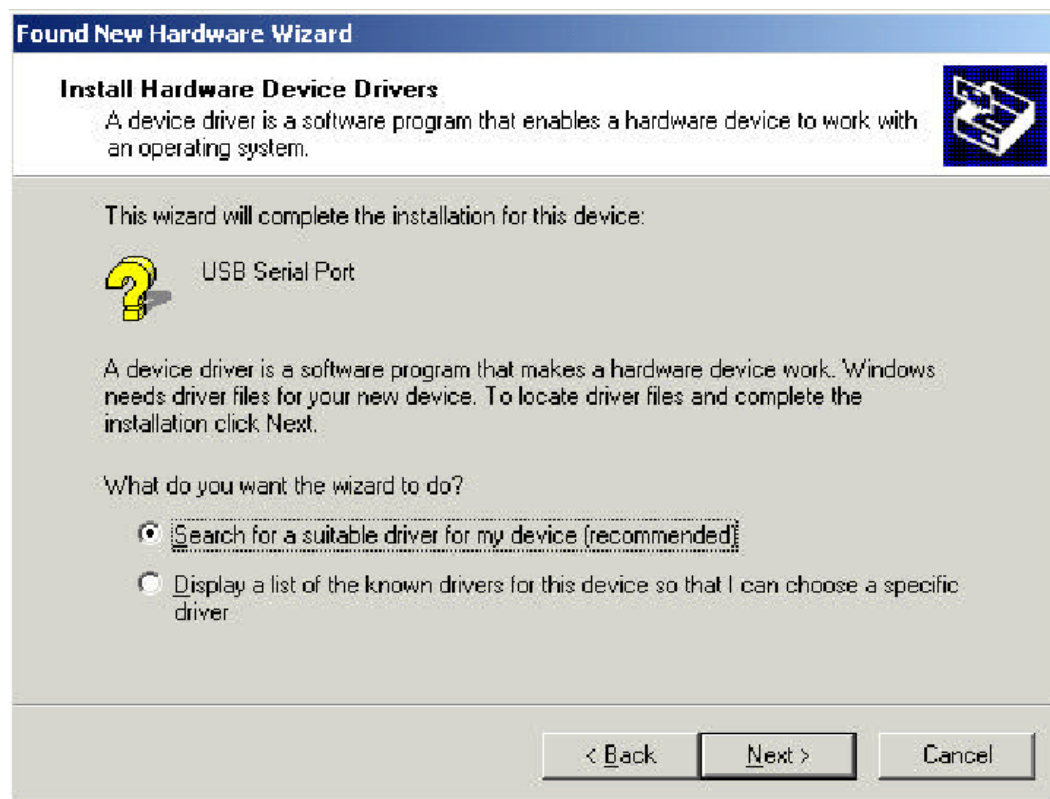 Found New Hardware Wizard
Install Hardware Device Drivers
A device driver is a software program that enables a hardware device to work with
an operating system.
This wizard will complete the installation for this device:
USB Serial Port
A device driver is a software program that makes a hardware device work. Windows
needs driver files for your new device. To locate driver files and complete the
installation click Next.
What do you want the wizard to do?
Search for a suitable driver for my device (recommended)
Display a list of the known drivers for this device so that I can choose a specific
driver
< Back Next > Cancel